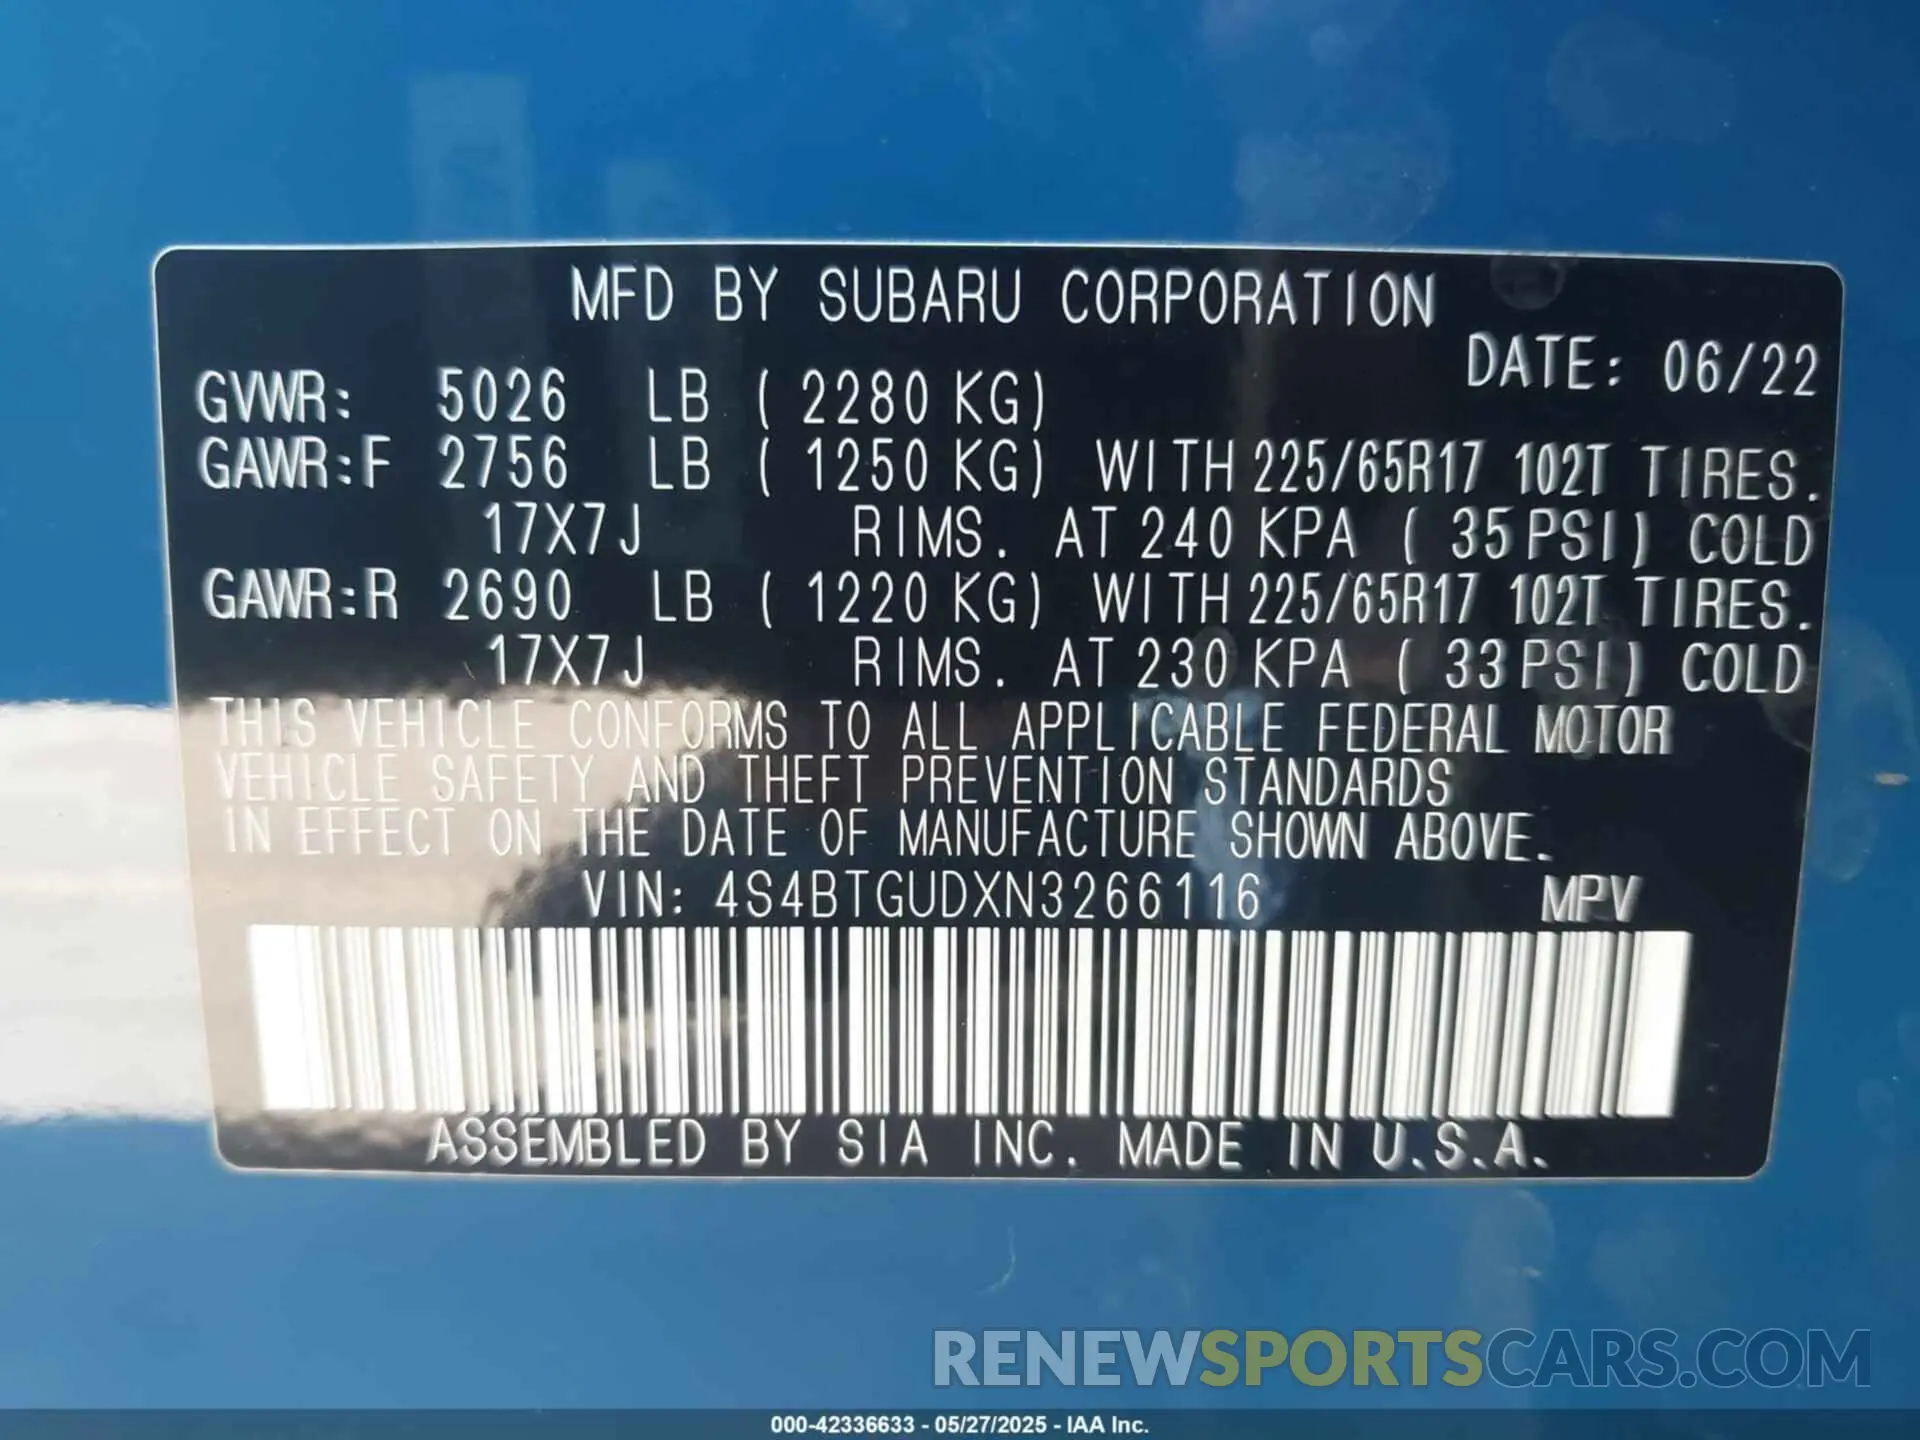 MFD BY SUBARU CORPORATION
DATE: 06/22
GVWR: 5026 LB ( 2280 KG)
GAWR:F 2756 LB ( 1250 KG) WITH 225/65R17 102T TIRES.
17X7J RIMS. AT 240 KPA ( 35 PSI) COLD
GAWR:R 2690 LB ( 1220 KG) WITH 225/65R17 102T TIRES.
17X7J RIMS. AT 230 KPA ( 33 PSI) COLD
THIS VEHICLE CONFORMS TO ALL APPLICABLE FEDERAL MOTOR
VEHICLE SAFETY AND THEFT PREVENTION STANDARDS
IN EFFECT ON THE DATE OF MANUFACTURE SHOWN ABOVE.
VIN: 4S4BTGUDXN3266116 MPV
ASSEMBLED BY SIA INC. MADE IN U.S.A.
RENEWSPORTSCARS.COM
000-42336633 - 05/27/2025 - IAA Inc.